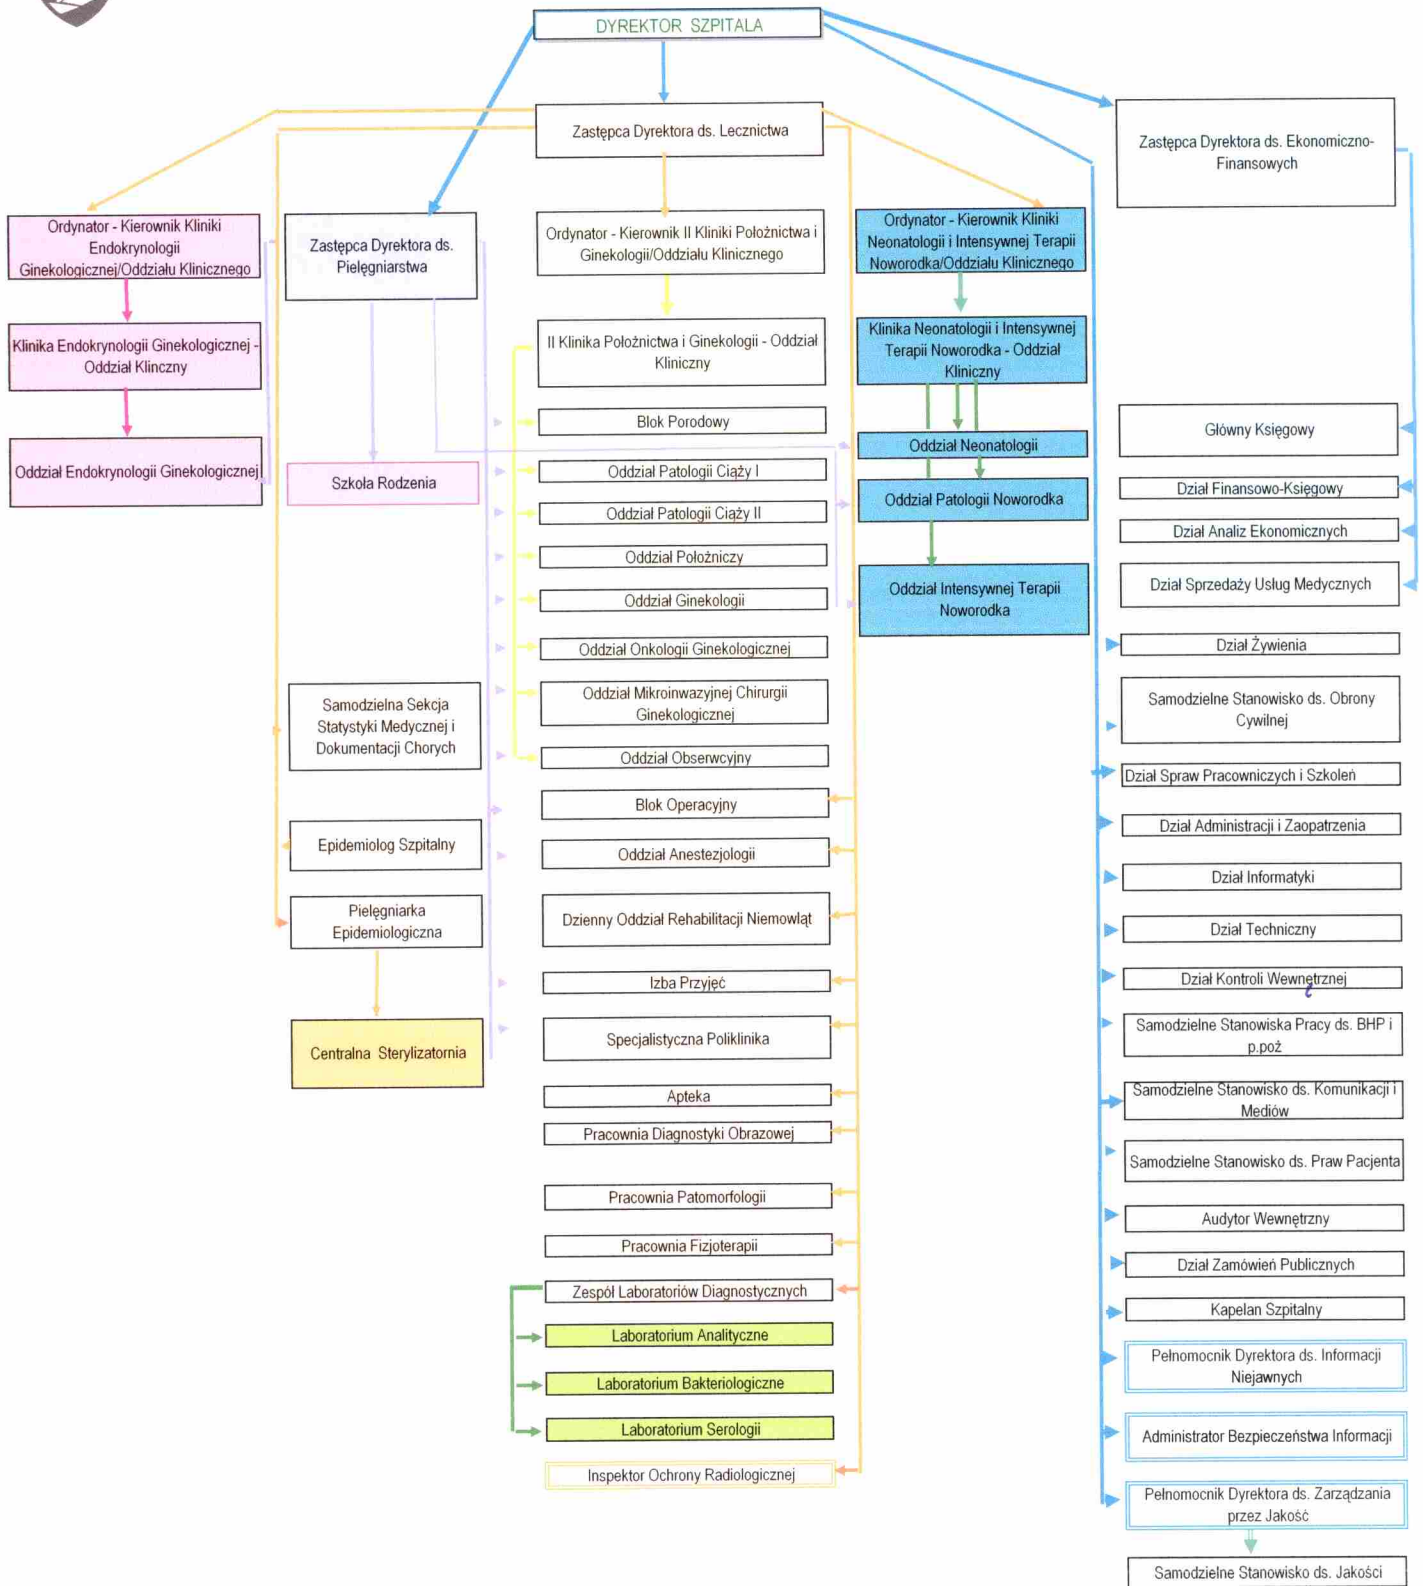 DYREKTOR SZPITALA
Zastępca Dyrektora ds. Lecznictwa
Zastępca Dyrektora ds. Ekonomiczno-
Finansowych
Ordynator - Kierownik Kliniki
Endokrynologii
Ginekologicznej/Oddziału Klinicznego
Zastępca Dyrektora ds.
Pielęgniarstwa
Ordynator - Kierownik II Kliniki Położnictwa i
Ginekologii/Oddziału Klinicznego
Ordynator - Kierownik Kliniki
Neonatologii i Intensywnej Terapii
Noworodka/Oddziału Klinicznego
Klinika Endokrynologii Ginekologicznej -
Oddział Klinczny
II Klinika Położnictwa i Ginekologii - Oddział
Kliniczny
Klinika Neonatologii i Intensywnej
Terapii Noworodka - Oddział
Kliniczny
Oddział Endokrynologii Ginekologicznej
Szkoła Rodzenia
Blok Porodowy
Oddział Patologii Ciąży I
Oddział Patologii Ciąży II
Oddział Położniczy
Oddział Ginekologii
Oddział Onkologii Ginekologicznej
Oddział Mikroinwazyjnej Chirurgii
Ginekologicznej
Oddział Obserwcyjny
Oddział Neonatologii
Oddział Patologii Noworodka
Oddział Intensywnej Terapii
Noworodka
Główny Księgowy
Dział Finansowo-Księgowy
Dział Analiz Ekonomicznych
Dział Sprzedaży Usług Medycznych
Dział Żywienia
Samodzielne Stanowisko ds. Obrony
Cywilnej
Dział Spraw Pracowniczych i Szkoleń
Dział Administracji i Zaopatrzenia
Dział Informatyki
Dział Techniczny
Dział Kontroli Wewnętrznej
Samodzielne Stanowiska Pracy ds. BHP i
p.poż
Samodzielne Stanowisko ds. Komunikacji i
Mediów
Samodzielne Stanowisko ds. Praw Pacjenta
Audytor Wewnętrzny
Dział Zamówień Publicznych
Kapelan Szpitalny
Pełnomocnik Dyrektora ds. Informacji
Niejawnych
Administrator Bezpieczeństwa Informacji
Pełnomocnik Dyrektora ds. Zarządzania
przez Jakość
Samodzielne Stanowisko ds. Jakości
Samodzielna Sekcja
Statystyki Medycznej i
Dokumentacji Chorych
Epidemiolog Szpitalny
Pielęgniarka
Epidemiologiczna
Centralna Sterylizatornia
Blok Operacyjny
Oddział Anestezjologii
Dzienny Oddział Rehabilitacji Niemowląt
Izba Przyjęć
Specjalistyczna Poliklinika
Apteka
Pracownia Diagnostyki Obrazowej
Pracownia Patomorfologii
Pracownia Fizjoterapii
Zespół Laboratoriów Diagnostycznych
Laboratorium Analityczne
Laboratorium Bakteriologiczne
Laboratorium Serologii
Inspektor Ochrony Radiologicznej